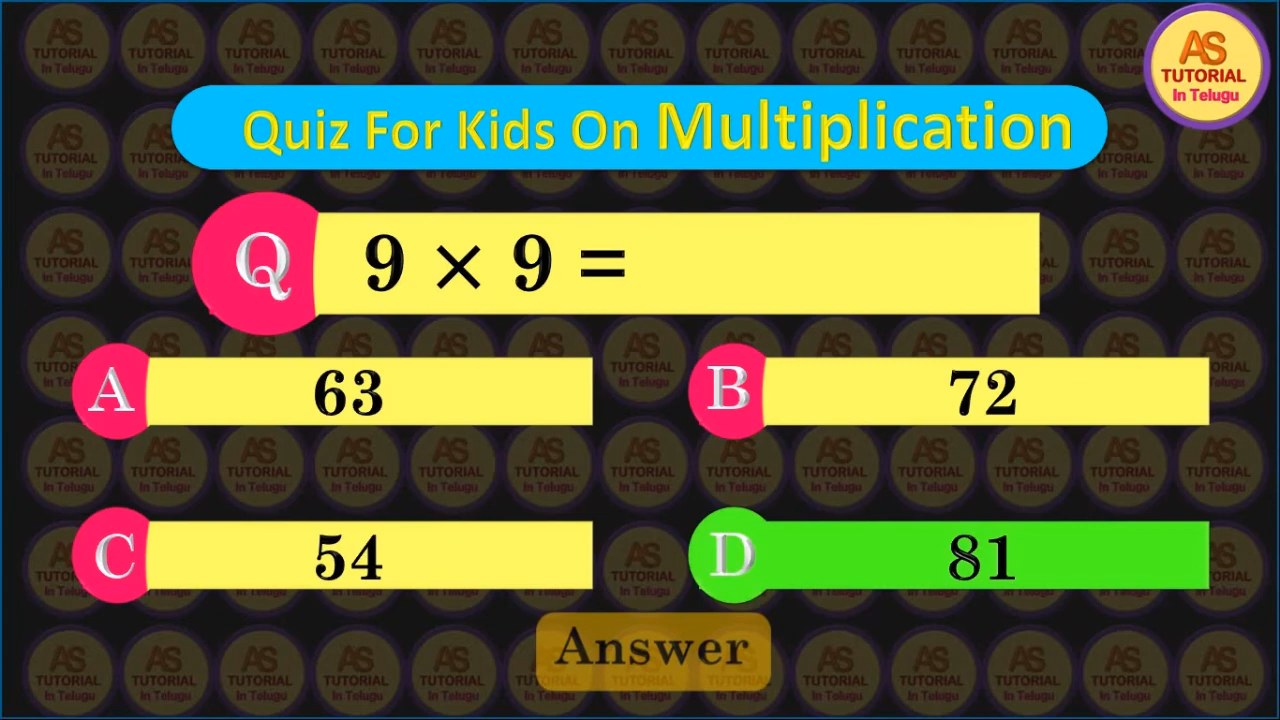 AS
TUTORIAL
In Telugu
Quiz For Kids On Multiplication
Q 9 × 9 =
A 63
B 72
C 54
D 81
Answer